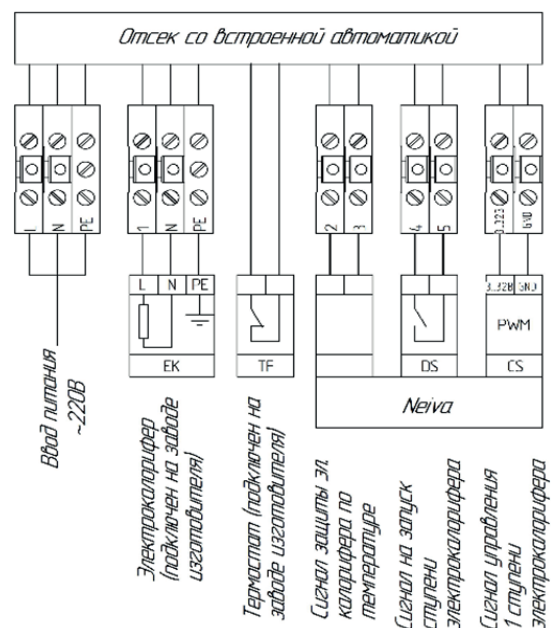 Отсек со встроенной автоматикой
L N PE 1 N PE 2 3 4 5 GND
L N PE GND
PWM
EK TF DS CS
Neiva
Ввод питания
~220В
Электрокалорифер
(подключен на заводе
изготовителя)
Термостат (подключен на
заводе изготовителя)
Сигнал защиты эл.
калорифера по
температуре
Сигнал на запуск
ступени
электрокалорифера
Сигнал управления
1 ступени
электрокалорифера